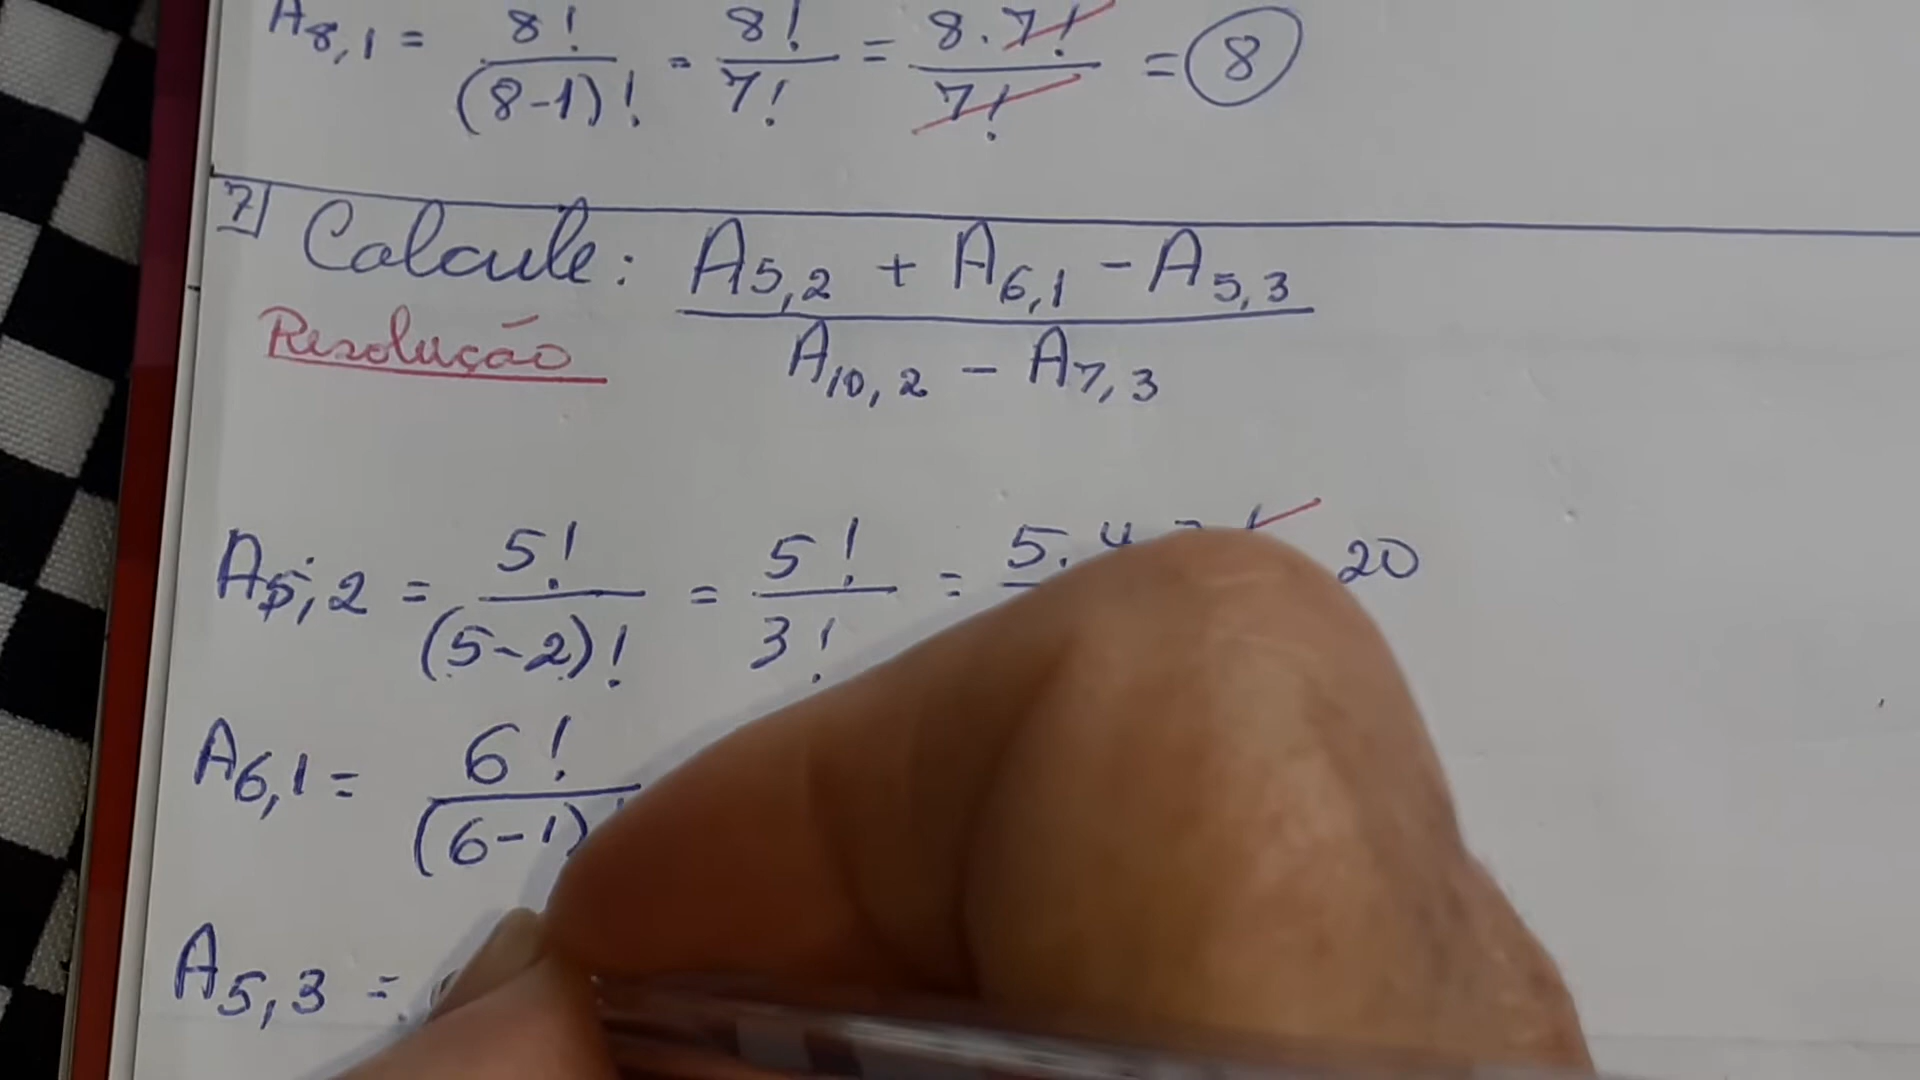 A8,1 = 8! / (8-1)! = 8! / 7! = 8.7! / 7! = 8
7] Calcule: A5,2 + A6,1 - A5,3
Resolução A10,2 - A7,3
A5,2 = 5! / (5-2)! = 5! / 3! = 5.4 20
A6,1 = 6! / (6-1)
A5,3 =